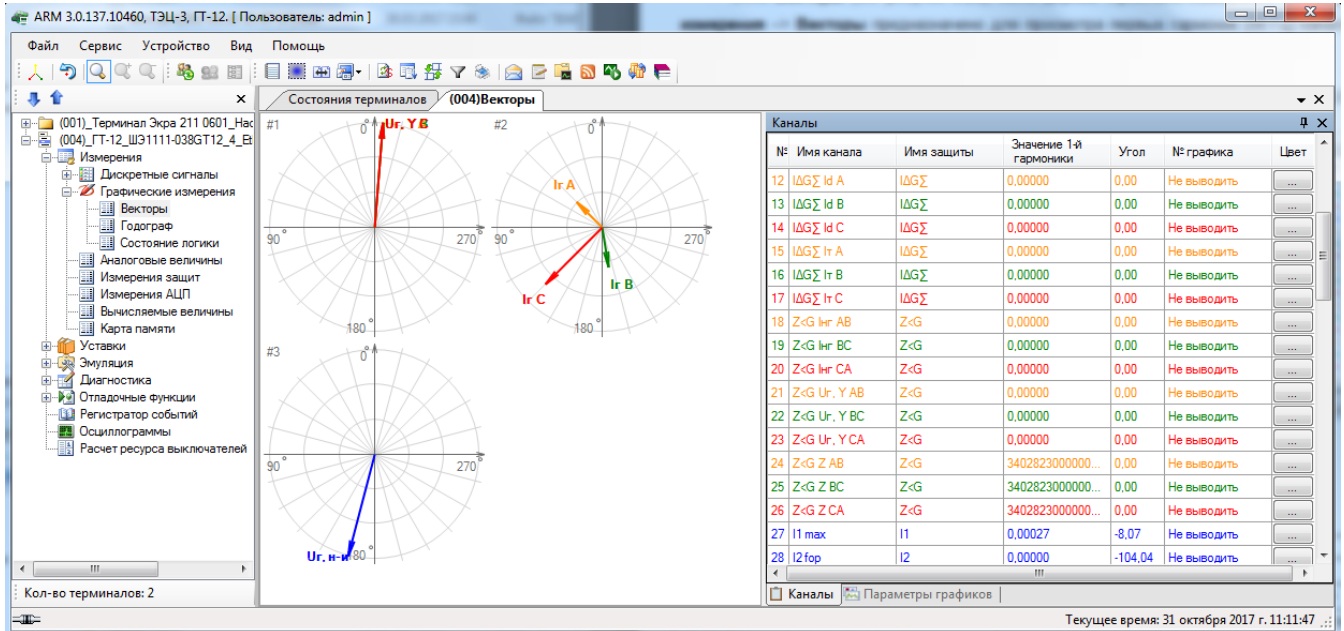 ARM 3.0.137.10460, ТЭЦ-3, ГТ-12. [ Пользователь: admin ]
Файл Сервис Устройство Вид Помощь
Состояния терминалов (004)Векторы
(001)_Терминал Экра 211 0601_Нас
(004)_ГТ-12_ШЭ1111-038GT12_4_Et
Измерения
Дискретные сигналы
Графические измерения
Векторы
Годограф
Состояние логики
Аналоговые величины
Измерения защит
Измерения АЦП
Вычисляемые величины
Карта памяти
Уставки
Эмуляция
Диагностика
Отладочные функции
Регистратор событий
Осциллограммы
Расчет ресурса выключателей
Кол-во терминалов: 2
#1
0°
Uг, Y B
90°
270°
180°
#2
0°
Iг A
90°
270°
Iг B
Iг C
180°
#3
0°
90°
270°
Uг, н-и
Каналы
№ Имя канала Имя защиты Значение 1-й гармоники Угол № графика Цвет
12 IΔG∑ Id A IΔG∑ 0,00000 0,00 Не выводить ...
13 IΔG∑ Id B IΔG∑ 0,00000 0,00 Не выводить ...
14 IΔG∑ Id C IΔG∑ 0,00000 0,00 Не выводить ...
15 IΔG∑ Iт A IΔG∑ 0,00000 0,00 Не выводить ...
16 IΔG∑ Iт B IΔG∑ 0,00000 0,00 Не выводить ...
17 IΔG∑ Iт C IΔG∑ 0,00000 0,00 Не выводить ...
18 Z<G Iнг AB Z<G 0,00000 0,00 Не выводить ...
19 Z<G Iнг BC Z<G 0,00000 0,00 Не выводить ...
20 Z<G Iнг CA Z<G 0,00000 0,00 Не выводить ...
21 Z<G Uг, Y AB Z<G 0,00000 0,00 Не выводить ...
22 Z<G Uг, Y BC Z<G 0,00000 0,00 Не выводить ...
23 Z<G Uг, Y CA Z<G 0,00000 0,00 Не выводить ...
24 Z<G Z AB Z<G 3402823000000... 0,00 Не выводить ...
25 Z<G Z BC Z<G 3402823000000... 0,00 Не выводить ...
26 Z<G Z CA Z<G 3402823000000... 0,00 Не выводить ...
27 I1 max I1 0,00027 -8,07 Не выводить ...
28 I2 fop I2 0,00000 -104,04 Не выводить ...
Каналы Параметры графиков
Текущее время: 31 октября 2017 г. 11:11:47